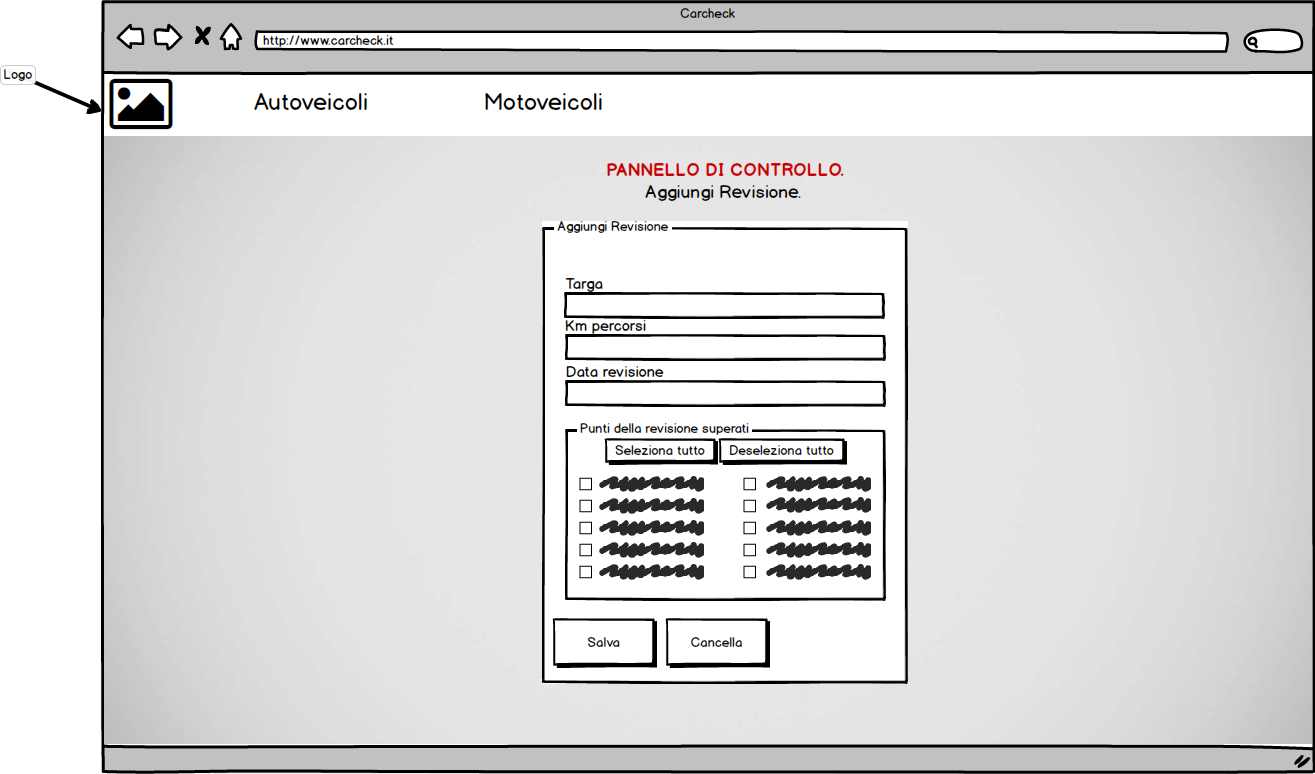 Carcheck
http://www.carcheck.it
Logo
Autoveicoli
Motoveicoli
PANNELLO DI CONTROLLO.
Aggiungi Revisione.
Aggiungi Revisione
Targa
Km percorsi
Data revisione
Punti della revisione superati
Seleziona tutto
Deseleziona tutto
Salva
Cancella